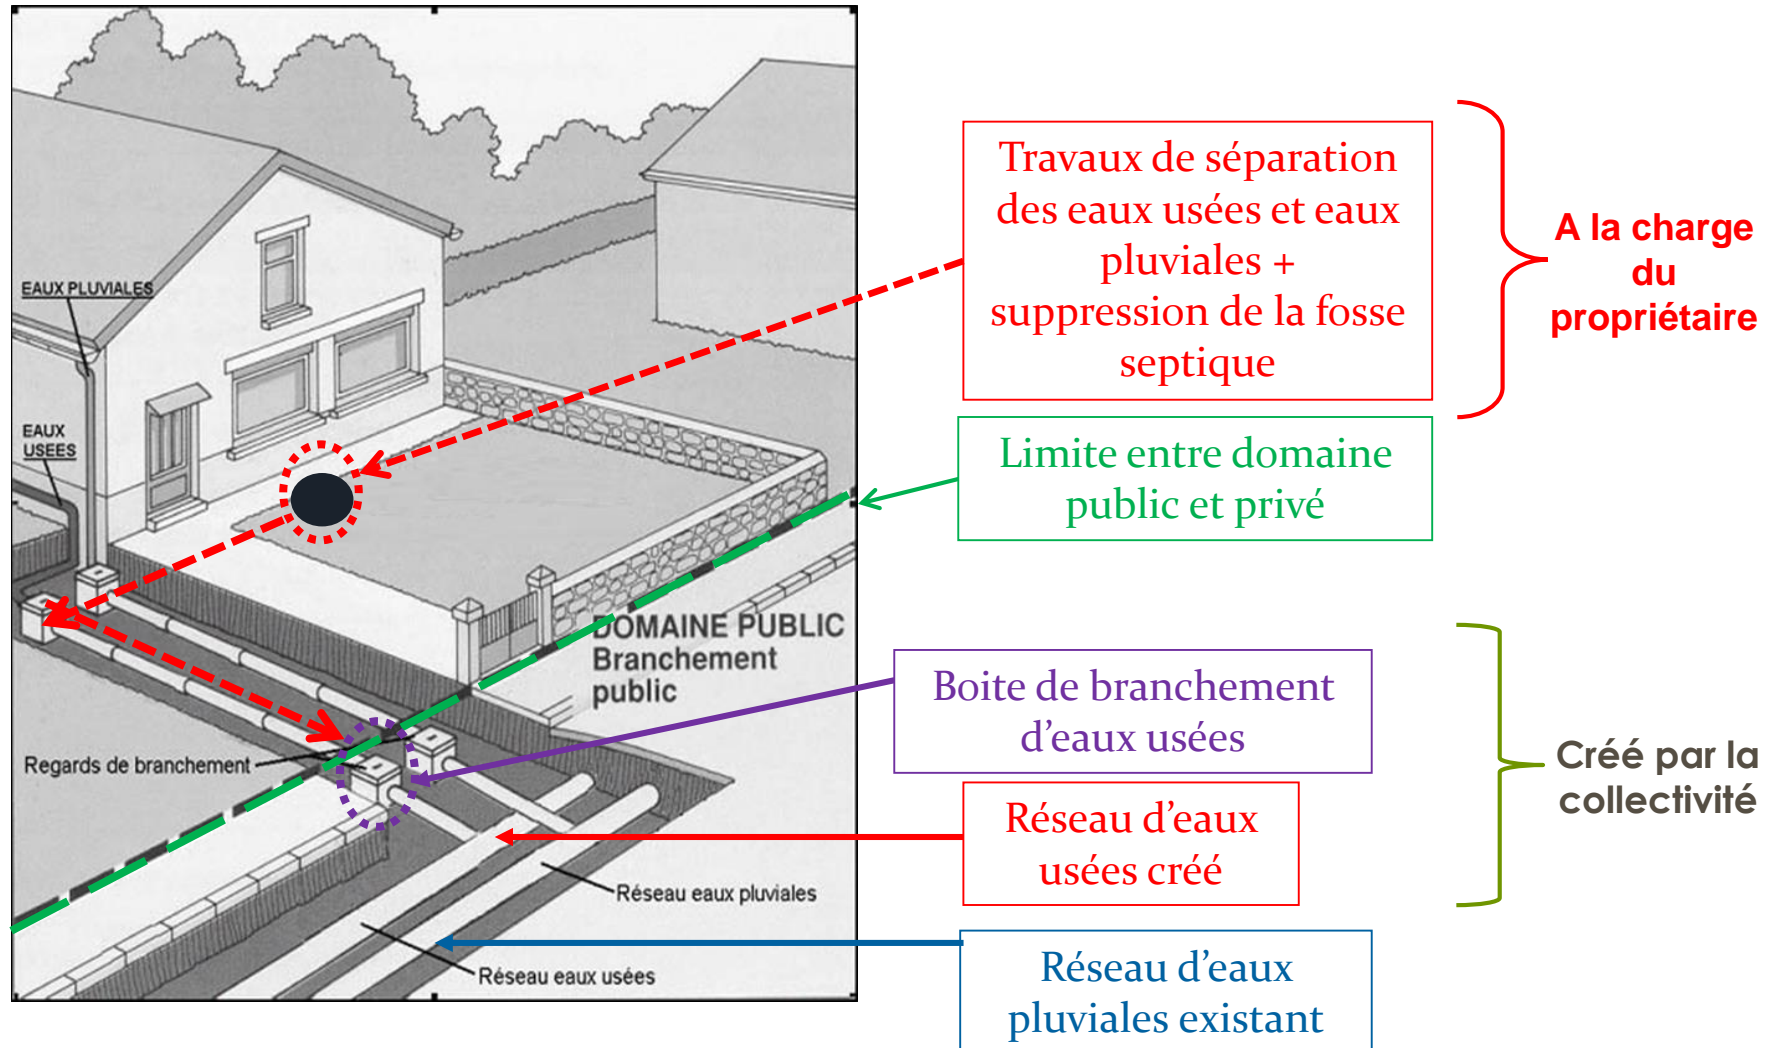 EAUX PLUVIALES
EAUX
USEES
DOMAINE PUBLIC
Branchement
public
Regards de branchement
Réseau eaux pluviales
Réseau eaux usées
Travaux de séparation
des eaux usées et eaux
pluviales +
suppression de la fosse
septique
A la charge
du
propriétaire
Limite entre domaine
public et privé
Boite de branchement
d’eaux usées
Réseau d’eaux
usées créé
Créé par la
collectivité
Réseau d’eaux
pluviales existant